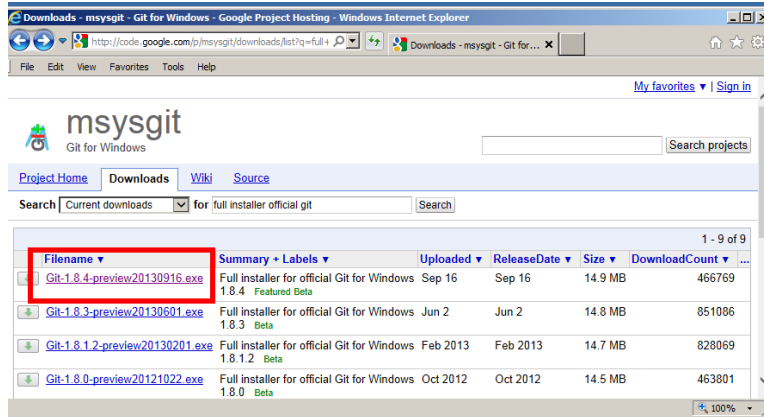 Downloads - msysgit - Git for Windows - Google Project Hosting - Windows Internet Explorer
http://code.google.com/p/msysgit/downloads/list?q=full+ Downloads - msysgit - Git for...
File Edit View Favorites Tools Help
My favorites ▼ | Sign in
msysgit
Git for Windows
Search projects
Project Home Downloads Wiki Source
Search Current downloads for full installer official git Search
1 - 9 of 9
Filename ▼ Summary + Labels ▼ Uploaded ▼ ReleaseDate ▼ Size ▼ DownloadCount ▼ ...
Git-1.8.4-preview20130916.exe Full installer for official Git for Windows Sep 16 Sep 16 14.9 MB 466769
1.8.4 Featured Beta
Git-1.8.3-preview20130601.exe Full installer for official Git for Windows Jun 2 Jun 2 14.8 MB 851086
1.8.3 Beta
Git-1.8.1.2-preview20130201.exe Full installer for official Git for Windows Feb 2013 Feb 2013 14.7 MB 828069
1.8.1.2 Beta
Git-1.8.0-preview20121022.exe Full installer for official Git for Windows Oct 2012 Oct 2012 14.5 MB 463801
1.8.0 Beta
100%